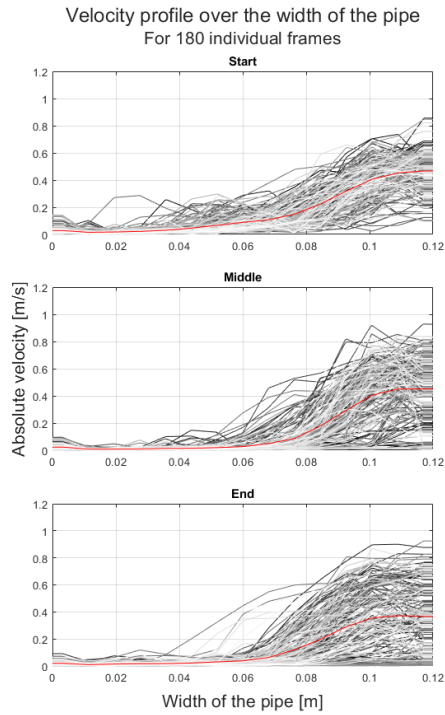 Velocity profile over the width of the pipe
For 180 individual frames
Start
1.2
1
0.8
0.6
0.4
0.2
0
0 0.02 0.04 0.06 0.08 0.1 0.12
Middle
Absolute velocity [m/s]
1.2
1
0.8
0.6
0.4
0.2
0
0 0.02 0.04 0.06 0.08 0.1 0.12
End
1.2
1
0.8
0.6
0.4
0.2
0
0 0.02 0.04 0.06 0.08 0.1 0.12
Width of the pipe [m]